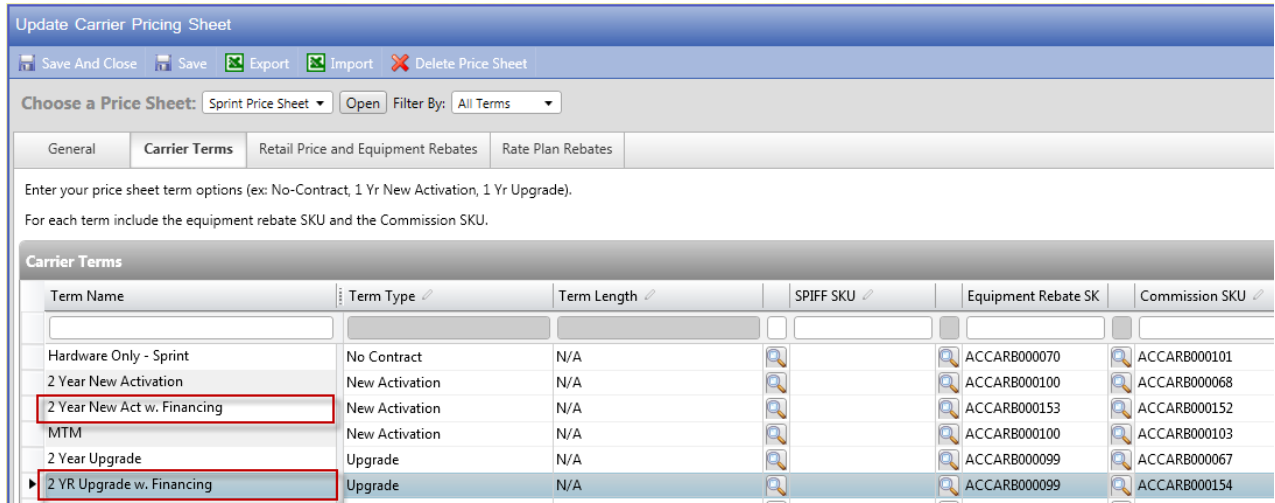 Update Carrier Pricing Sheet
Save And Close Save Export Import Delete Price Sheet
Choose a Price Sheet: Sprint Price Sheet Open Filter By: All Terms
General Carrier Terms Retail Price and Equipment Rebates Rate Plan Rebates
Enter your price sheet term options (ex: No-Contract, 1 Yr New Activation, 1 Yr Upgrade).
For each term include the equipment rebate SKU and the Commission SKU.
Carrier Terms
Term Name Term Type Term Length SPIFF SKU Equipment Rebate SK Commission SKU
Hardware Only - Sprint No Contract N/A ACCARB000070 ACCARB000101
2 Year New Activation New Activation N/A ACCARB000100 ACCARB000068
2 Year New Act w. Financing New Activation N/A ACCARB000153 ACCARB000152
MTM New Activation N/A ACCARB000100 ACCARB000103
2 Year Upgrade Upgrade N/A ACCARB000099 ACCARB000067
2 YR Upgrade w. Financing Upgrade N/A ACCARB000099 ACCARB000154